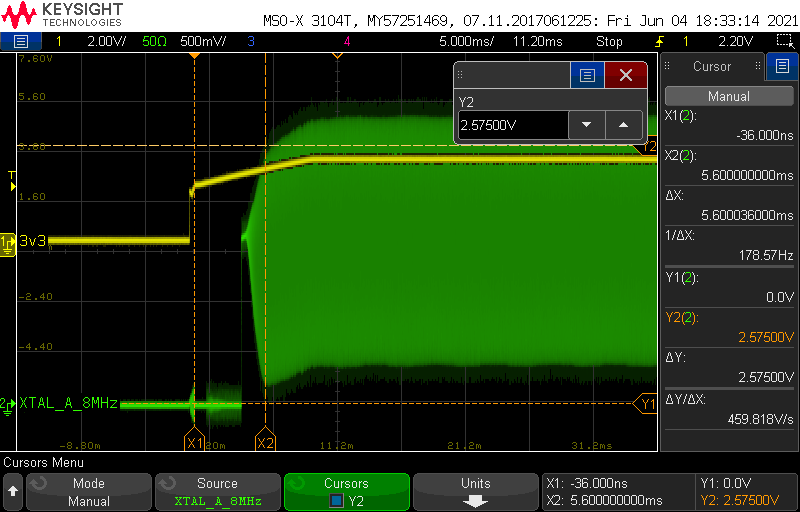 KEYSIGHT
TECHNOLOGIES
MSO-X 3104T, MY57251469, 07.11.2017061225: Fri Jun 04 18:33:14 2021
1 2.00V/ 50Ω 500mV/ 3 4 5.000ms/ 11.20ms Stop 1 2.20V
7.60V
5.60
1.60
-2.40
-4.40
T
1
3v3
2
XTAL_A_8MHz
-8.80m
11.2m
21.2m
31.2m
X1
X2
Y1
Y2
Y2
2.57500V
Cursor
Manual
X1(2):
-36.000ns
X2(2):
5.600000000ms
ΔX:
5.600036000ms
1/ΔX:
178.57Hz
Y1(2):
0.0V
Y2(2):
2.57500V
ΔY:
2.57500V
ΔY/ΔX:
459.818V/s
Cursors Menu
Mode
Manual
Source
XTAL_A_8MHz
Cursors
Y2
Units
X1: -36.000ns
X2: 5.600000000ms
Y1: 0.0V
Y2: 2.57500V